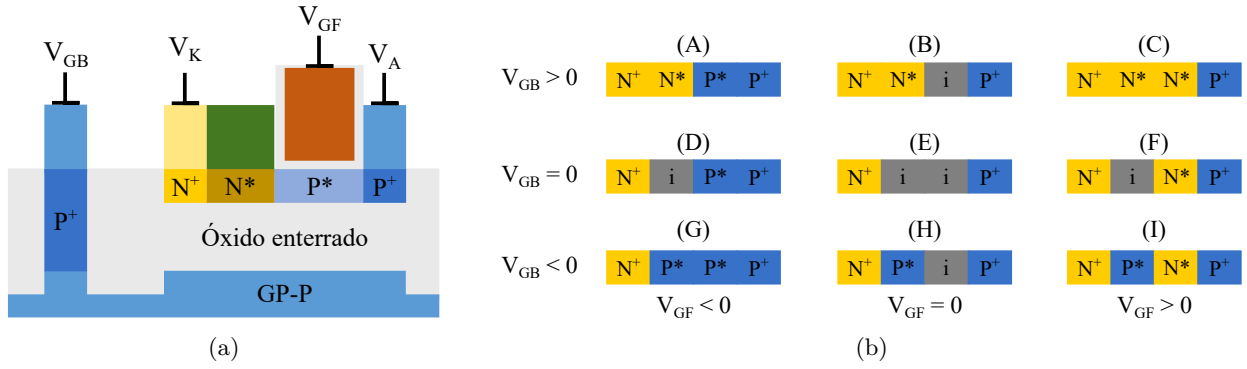 V_GB
V_K
V_GF
V_A
N⁺ N* P* P⁺
P⁺
Óxido enterrado
GP-P
(a)
(A) (B) (C)
V_GB > 0 N⁺ N* P* P⁺ N⁺ N* i P⁺ N⁺ N* N* P⁺
(D) (E) (F)
V_GB = 0 N⁺ i P* P⁺ N⁺ i i P⁺ N⁺ i N* P⁺
(G) (H) (I)
V_GB < 0 N⁺ P* P* P⁺ N⁺ P* i P⁺ N⁺ P* N* P⁺
V_GF < 0 V_GF = 0 V_GF > 0
(b)